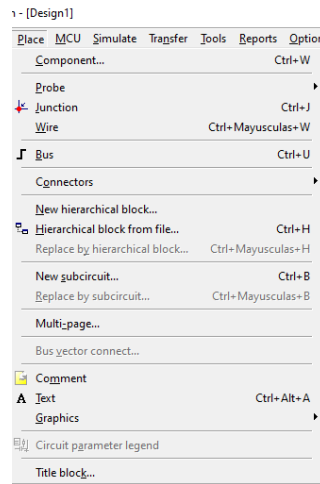 - [Design1]
Place MCU Simulate Transfer Tools Reports
Component... Ctrl+W
Probe
Junction Ctrl+J
Wire Ctrl+Mayusculas+W
Bus Ctrl+U
Connectors
New hierarchical block...
Hierarchical block from file... Ctrl+H
Replace by hierarchical block... Ctrl+Mayusculas+H
New subcircuit... Ctrl+B
Replace by subcircuit... Ctrl+Mayusculas+B
Multi-page...
Bus vector connect...
Comment
A Text Ctrl+Alt+A
Graphics
Circuit parameter legend
Title block...